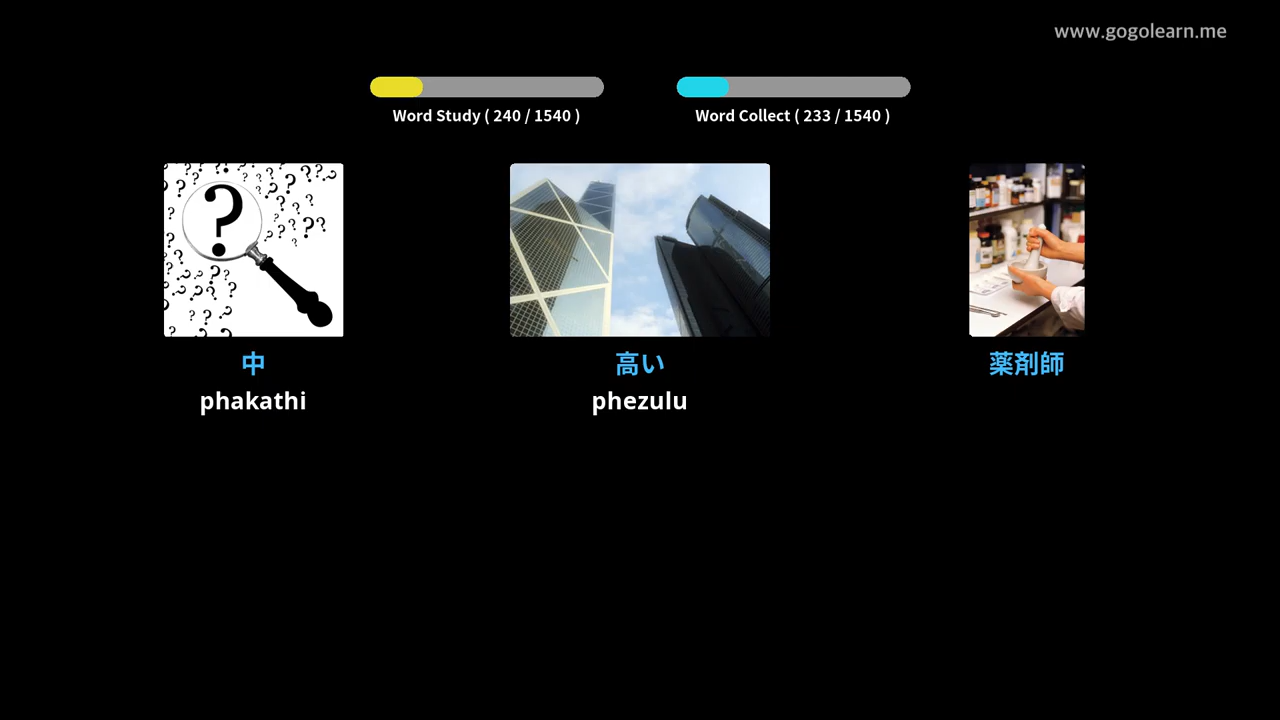 www.gogolearn.me
Word Study ( 240 / 1540 )
Word Collect ( 233 / 1540 )
中
phakathi
高い
phezulu
薬剤師